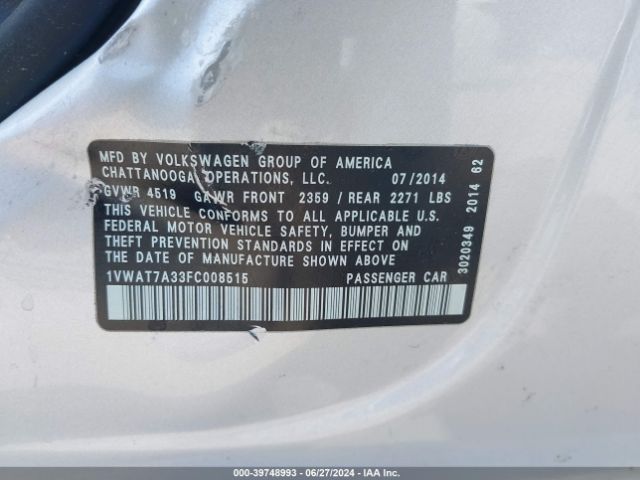 MFD BY VOLKSWAGEN GROUP OF AMERICA
CHATTANOOGA OPERATIONS, LLC. 07/2014
GVWR 4519 GAWR FRONT 2359 / REAR 2271 LBS
THIS VEHICLE CONFORMS TO ALL APPLICABLE U.S.
FEDERAL MOTOR VEHICLE SAFETY, BUMPER AND
THEFT PREVENTION STANDARDS IN EFFECT ON
THE DATE OF MANUFACTURE SHOWN ABOVE
1VWAT7A33FC008515 PASSENGER CAR
3020349 2014 62
000-39748993 - 06/27/2024 - IAA Inc.